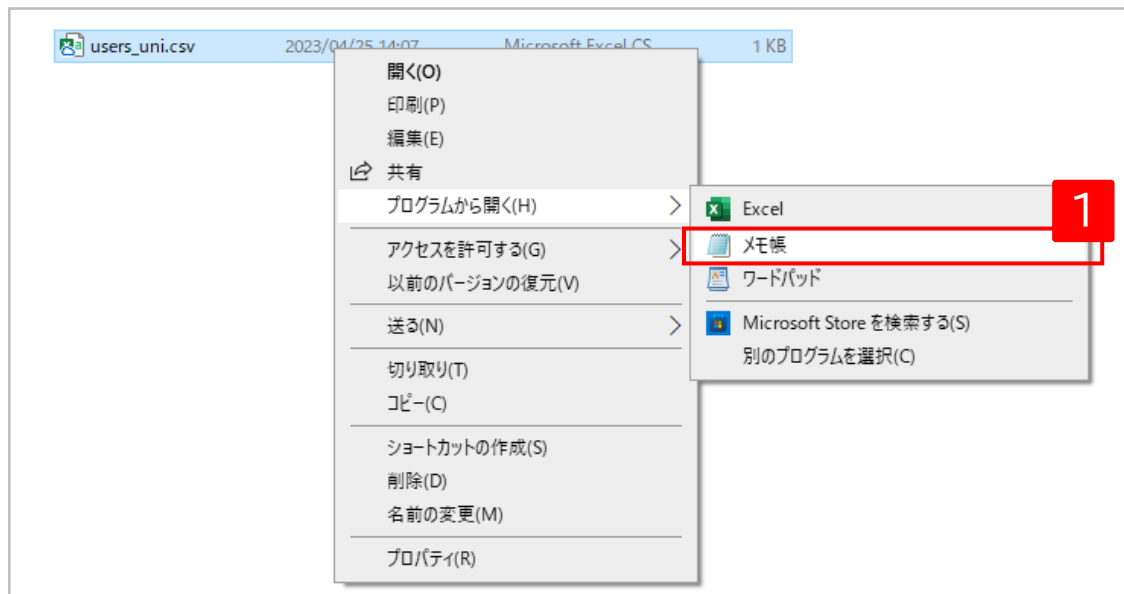 users_uni.csv 2023/04/25 14:07 Microsoft Excel CS... 1 KB
開く(O)
印刷(P)
編集(E)
共有
プログラムから開く(H)
アクセスを許可する(G)
以前のバージョンの復元(V)
送る(N)
切り取り(T)
コピー(C)
ショートカットの作成(S)
削除(D)
名前の変更(M)
プロパティ(R)
1
Excel
メモ帳
ワードパッド
Microsoft Store を検索する(S)
別のプログラムを選択(C)